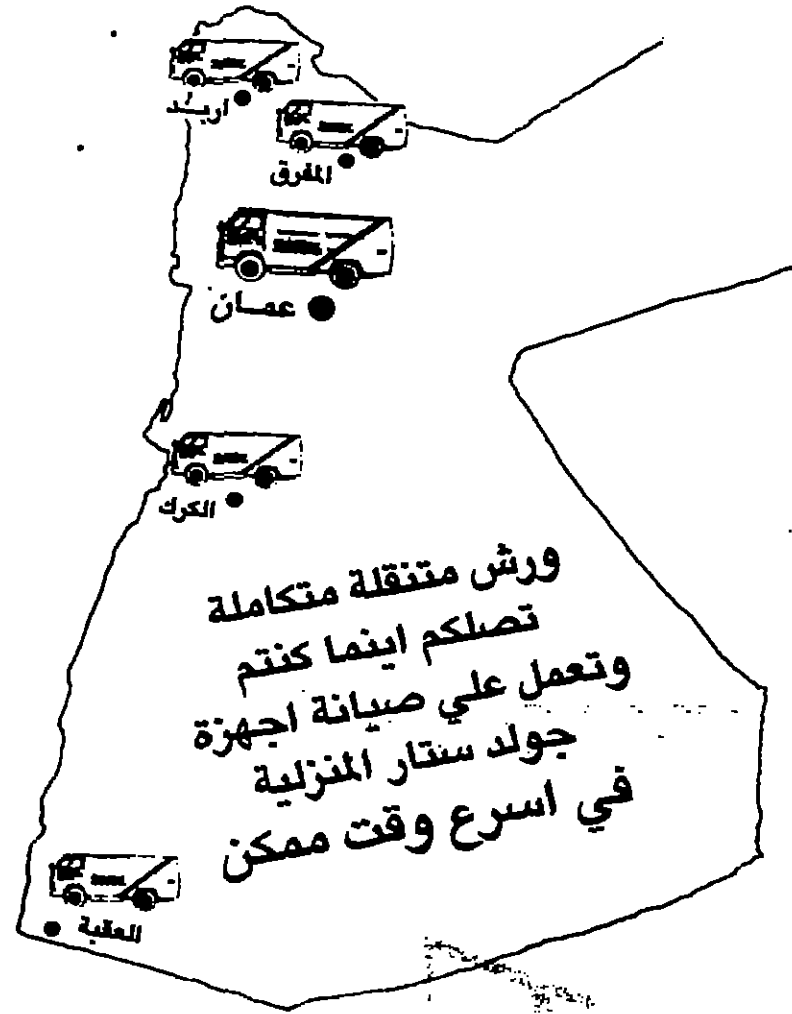 اربد
المفرق
عمان
الكرك
ورش متنقلة متكاملة
تصلكم اينما كنتم
وتعمل علي صيانة اجهزة
جولد ستار المنزلية
في اسرع وقت ممكن
العقبة